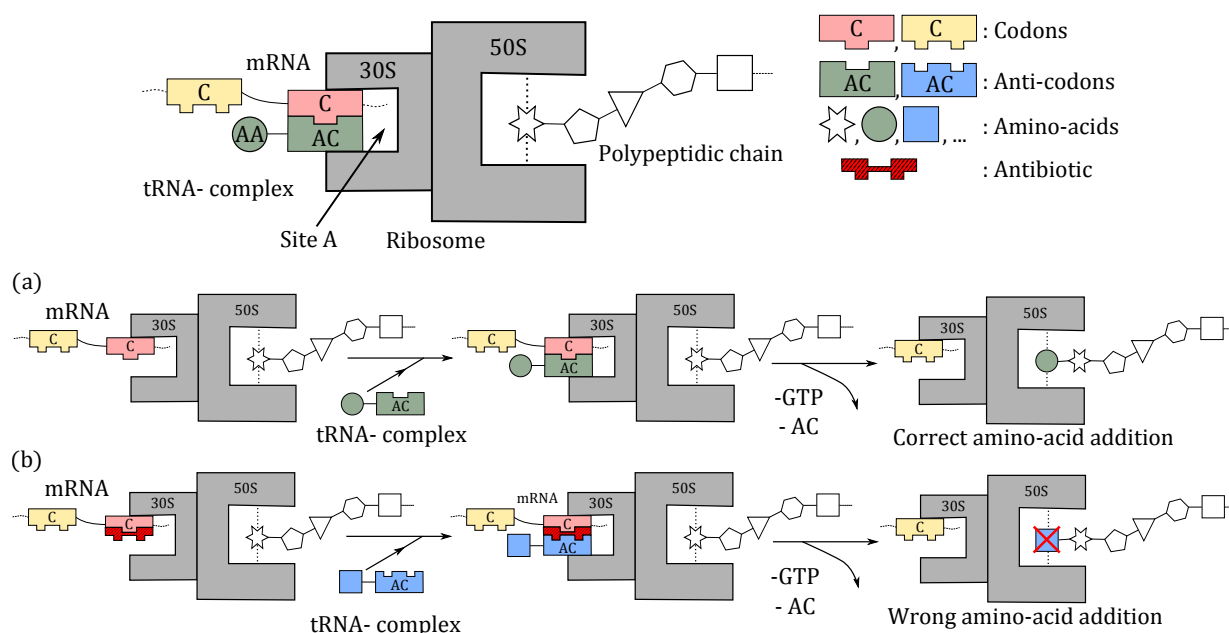 50S
mRNA
30S
C
C
AA
AC
tRNA- complex
Site A
Ribosome
Polypeptidic chain
C , C : Codons
AC , AC : Anti-codons
, , , ... : Amino-acids
: Antibiotic
(a)
mRNA
30S
50S
C
C
AC
tRNA- complex
C
C
AC
30S
50S
-GTP
- AC
C
30S
50S
Correct amino-acid addition
(b)
mRNA
30S
50S
C
C
AC
tRNA- complex
mRNA
C
C
AC
30S
50S
-GTP
- AC
C
30S
50S
Wrong amino-acid addition